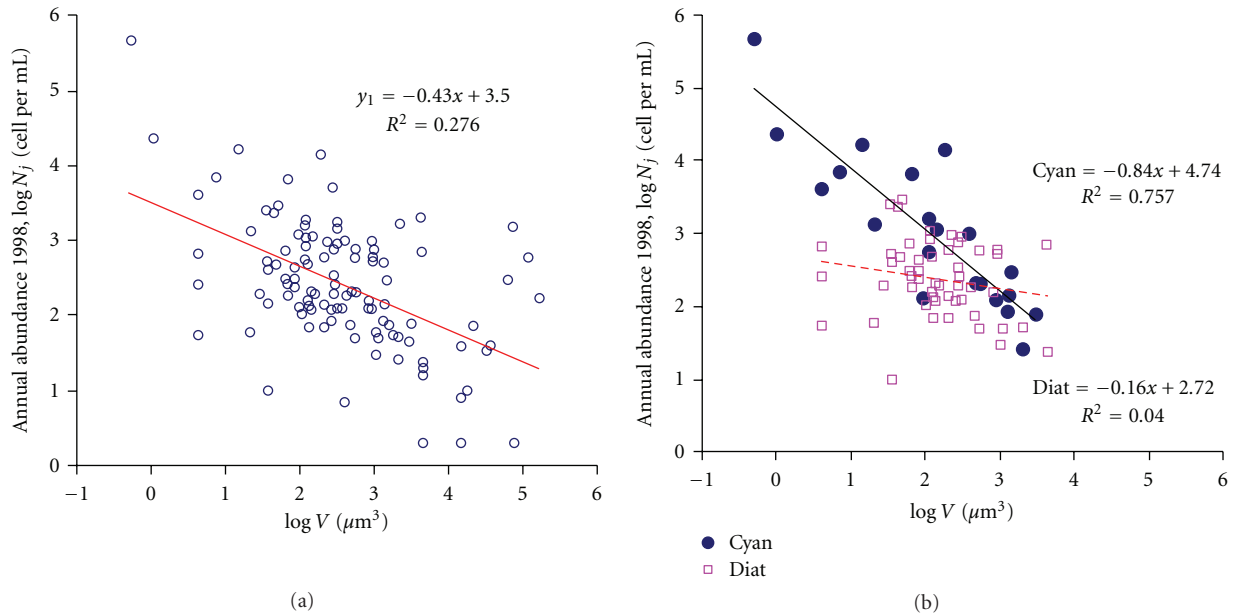 Annual abundance 1998, log N_j (cell per mL)
6
5
4
3
2
1
0
−1
0
1
2
3
4
5
6
log V (μm³)
y₁ = −0.43x + 3.5
R² = 0.276
(a)
Annual abundance 1998, log N_j (cell per mL)
6
5
4
3
2
1
0
−1
0
1
2
3
4
5
6
log V (μm³)
Cyan = −0.84x + 4.74
R² = 0.757
Diat = −0.16x + 2.72
R² = 0.04
Cyan
Diat
(b)